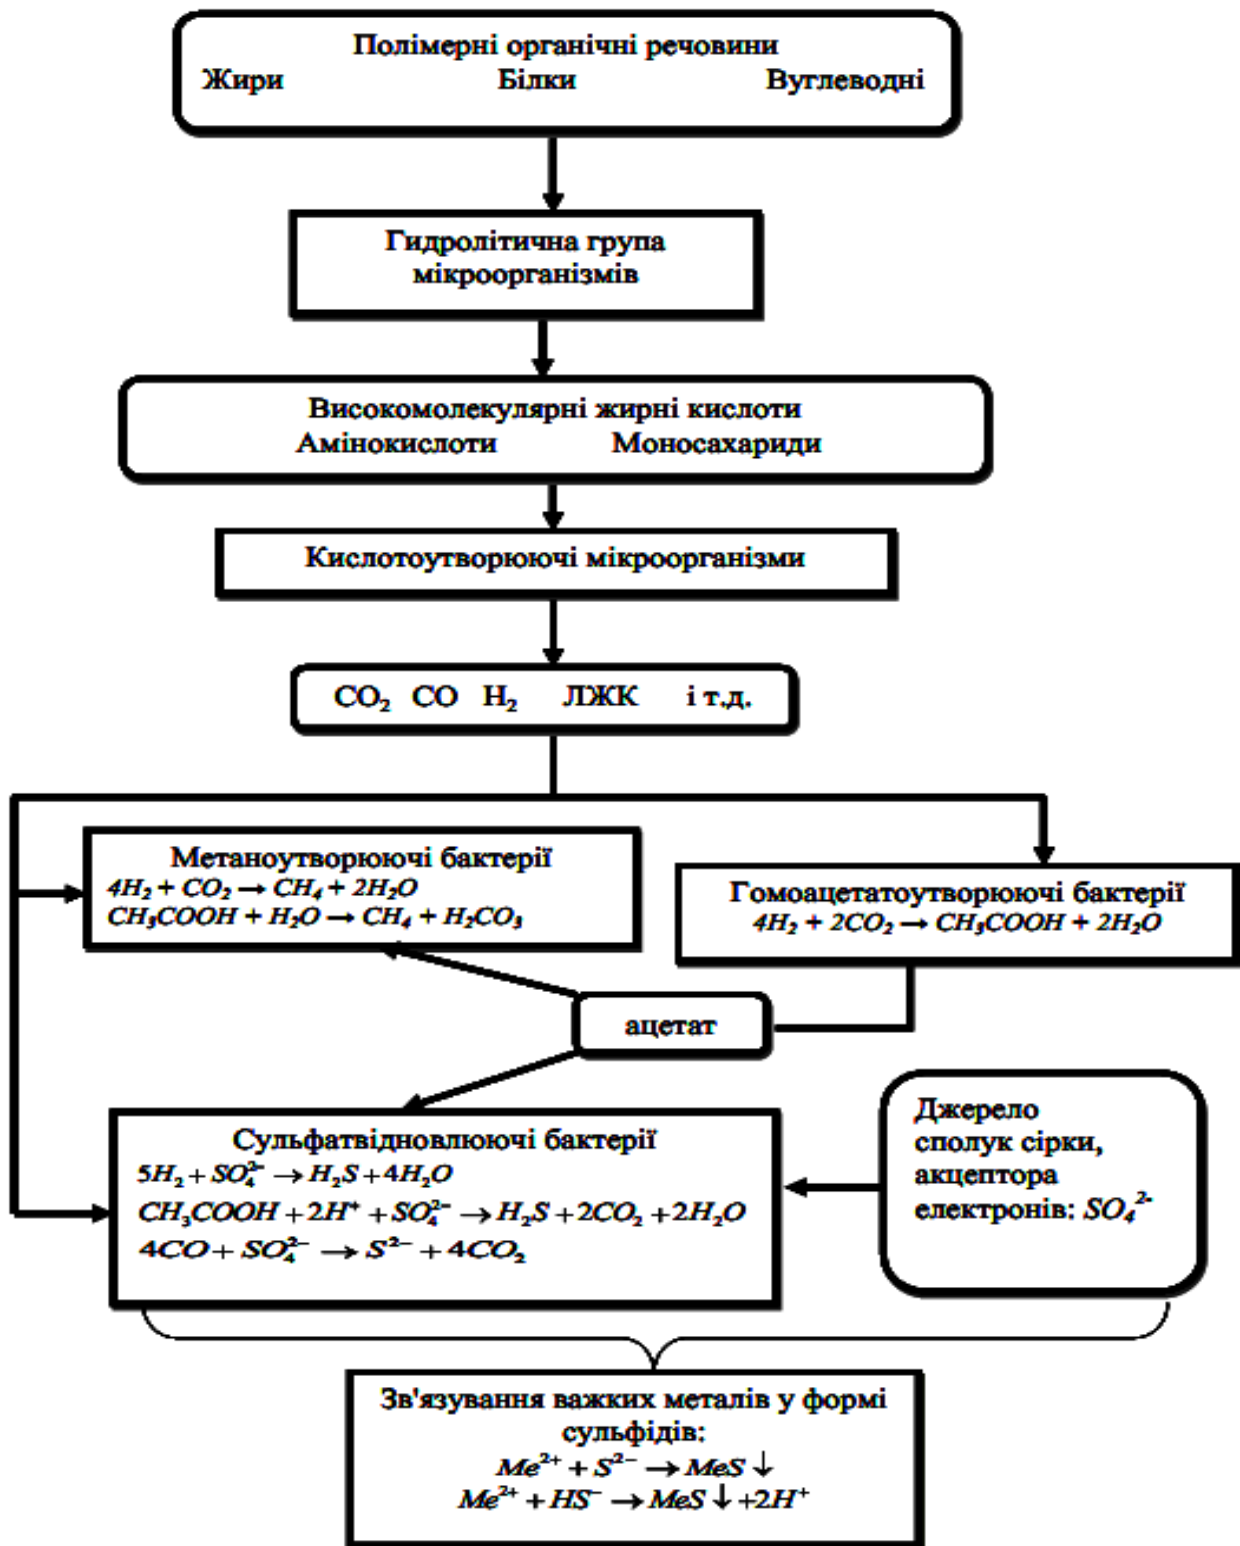 Полімерні органічні речовини
Жири Білки Вуглеводні
Гидролітична група
мікроорганізмів
Високомолекулярні жирні кислоти
Амінокислоти Моносахариди
Кислотоутворюючі мікроорганізми
CO₂ CO H₂ ЛЖК і т.д.
Метаноутворюючі бактерії
4H₂ + CO₂ → CH₄ + 2H₂O
CH₃COOH + H₂O → CH₄ + H₂CO₃
Гомоацетатоутворюючі бактерії
4H₂ + 2CO₂ → CH₃COOH + 2H₂O
ацетат
Сульфатвідновлюючі бактерії
5H₂ + SO₄²⁻ → H₂S + 4H₂O
CH₃COOH + 2H⁺ + SO₄²⁻ → H₂S + 2CO₂ + 2H₂O
4CO + SO₄²⁻ → S²⁻ + 4CO₂
Джерело
сполук сірки,
акцептора
електронів: SO₄²⁻
Зв'язування важких металів у формі
сульфідів:
Me²⁺ + S²⁻ → MeS ↓
Me²⁺ + HS⁻ → MeS ↓ +2H⁺